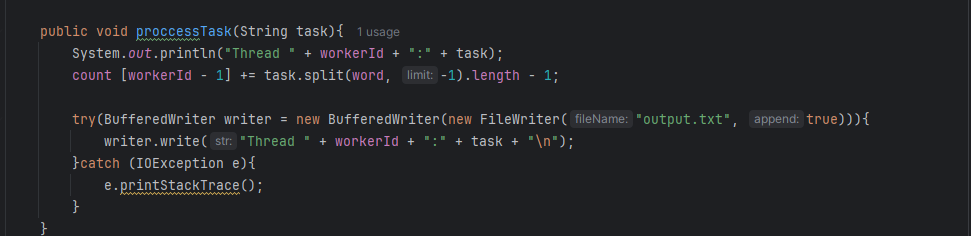 public void proccessTask(String task){ 1 usage
System.out.println("Thread " + workerId + ":" + task);
count [workerId - 1] += task.split(word, limit: -1).length - 1;
try(BufferedWriter writer = new BufferedWriter(new FileWriter( fileName: "output.txt", append: true))){
writer.write( str: "Thread " + workerId + ":" + task + "\n");
}catch (IOException e){
e.printStackTrace();
}
}